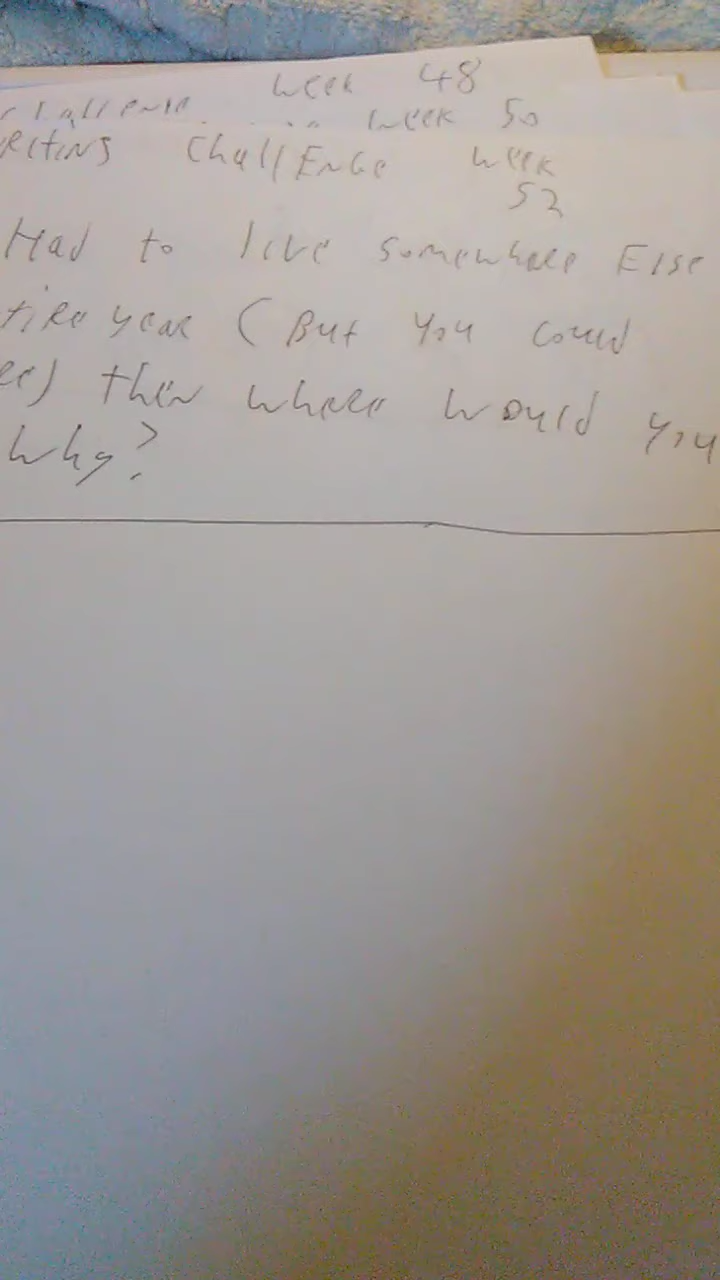 Week 48
Week 50
Challenge Week
52
Had to live somewhere Else
year (But you could
then where would you
Why?